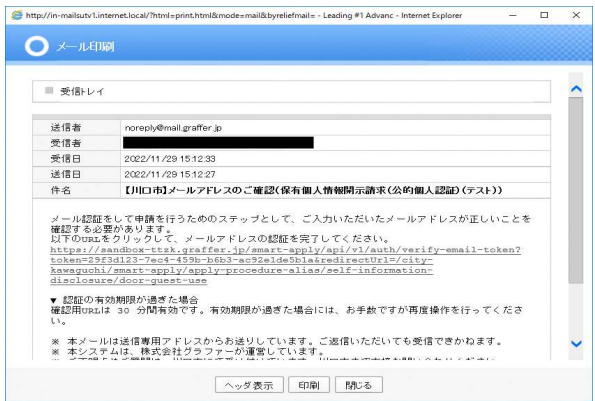 http://in-mailsutv1.internet.local/?html=print.html&mode=mail&byreliefmail= - Leading #1 Advanc - Internet Explorer
メール印刷
受信トレイ
送信者 noreply@mail.graffer.jp
受信者
受信日 2022/11/29 15:12:33
送信日 2022/11/29 15:12:27
件名 【川口市】メールアドレスのご確認(保有個人情報開示請求(公的個人認証)(テスト))
メール認証をして申請を行うためのステップとして、ご入力いただいたメールアドレスが正しいことを
確認する必要があります。
以下のURLをクリックして、メールアドレスの認証を完了してください。
https://sandbox-ttzk.graffer.jp/smart-apply/api/v1/auth/verify-email-token?
token=29f3d123-7ec4-459b-b6b3-ac92e1de5b1a&redirectUrl=/city-
kawaguchi/smart-apply/apply-procedure-alias/self-information-
disclosure/door-guest-use
▼ 認証の有効期限が過ぎた場合
確認用URLは 30 分間有効です。有効期限が過ぎた場合には、お手数ですが再度操作を行ってくださ
い。
※ 本メールは送信専用アドレスからお送りしています。ご返信いただいても受信できかねます。
※ 本システムは、株式会社グラファーが運営しています。
ヘッダ表示 印刷 閉じる